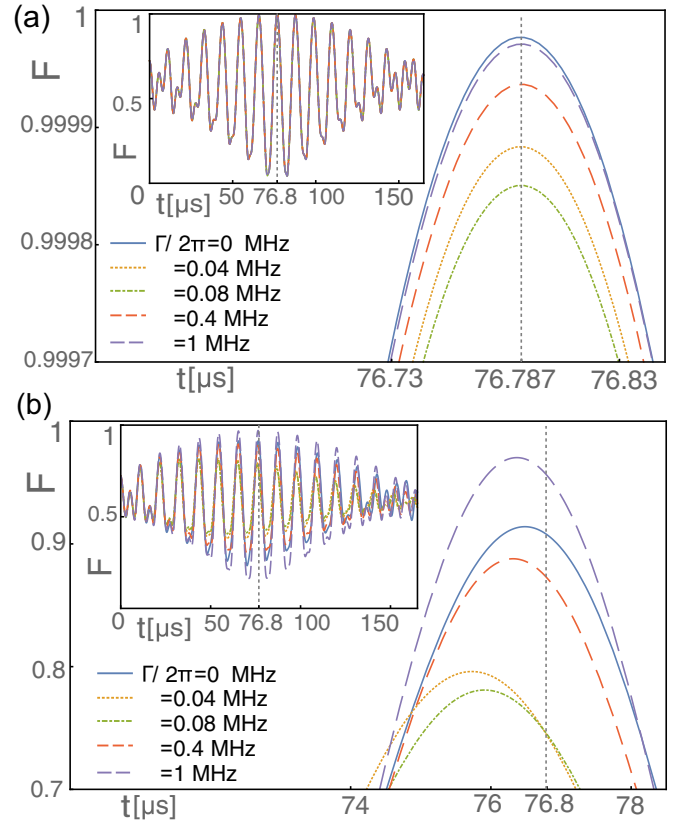 (a)
1
F
0.9999
0.9998
0.9997
1
0.5
0
F
t[μs]
50
76.8
100
150
Γ/ 2π=0 MHz
=0.04 MHz
=0.08 MHz
=0.4 MHz
=1 MHz
t[μs]
76.73
76.787
76.83
(b)
1
F
0.9
0.8
0.7
1
0.5
F
0
t[μs]
50
76.8
100
150
Γ/ 2π=0 MHz
=0.04 MHz
=0.08 MHz
=0.4 MHz
=1 MHz
t[μs]
74
76
76.8
78